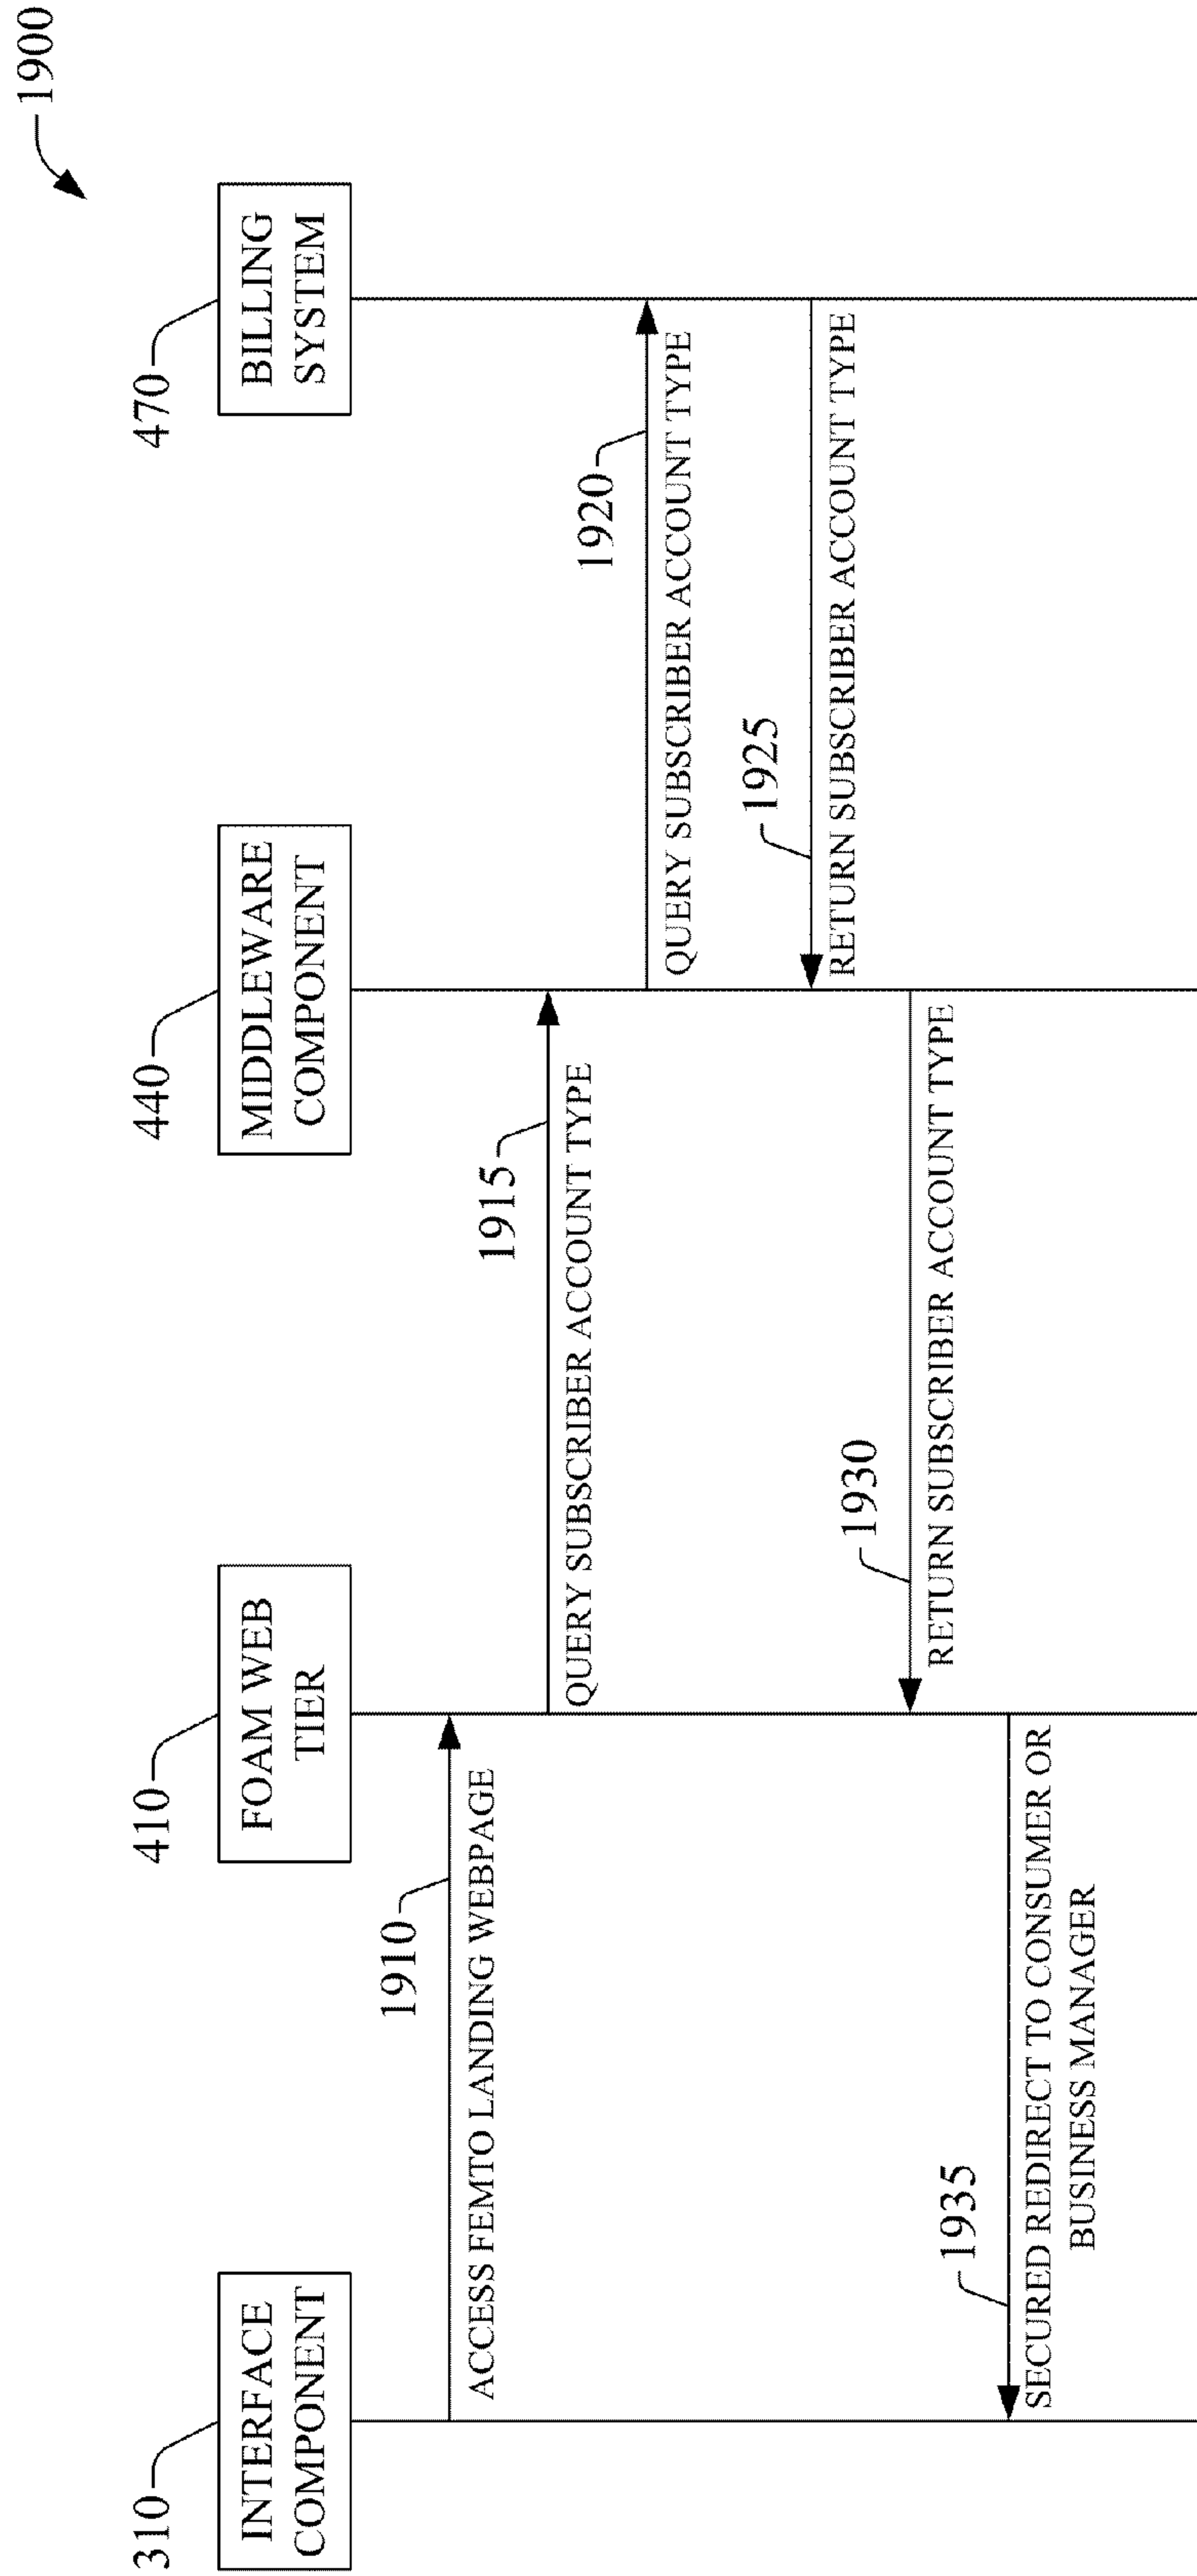 1900
310
INTERFACE
COMPONENT
410
FOAM WEB
TIER
440
MIDDLEWARE
COMPONENT
470
BILLING
SYSTEM
1910
ACCESS FEMTO LANDING WEBPAGE
1915
QUERY SUBSCRIBER ACCOUNT TYPE
1920
QUERY SUBSCRIBER ACCOUNT TYPE
1925
RETURN SUBSCRIBER ACCOUNT TYPE
1930
RETURN SUBSCRIBER ACCOUNT TYPE
1935
SECURED REDIRECT TO CONSUMER OR
BUSINESS MANAGER